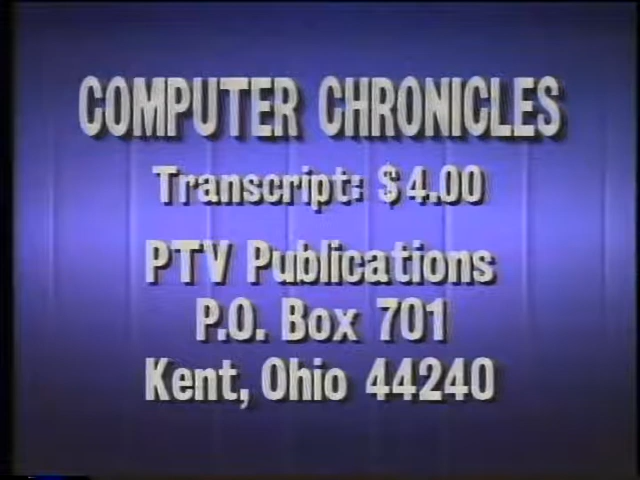 COMPUTER CHRONICLES
Transcript: $4.00
PTV Publications
P.O. Box 701
Kent, Ohio 44240